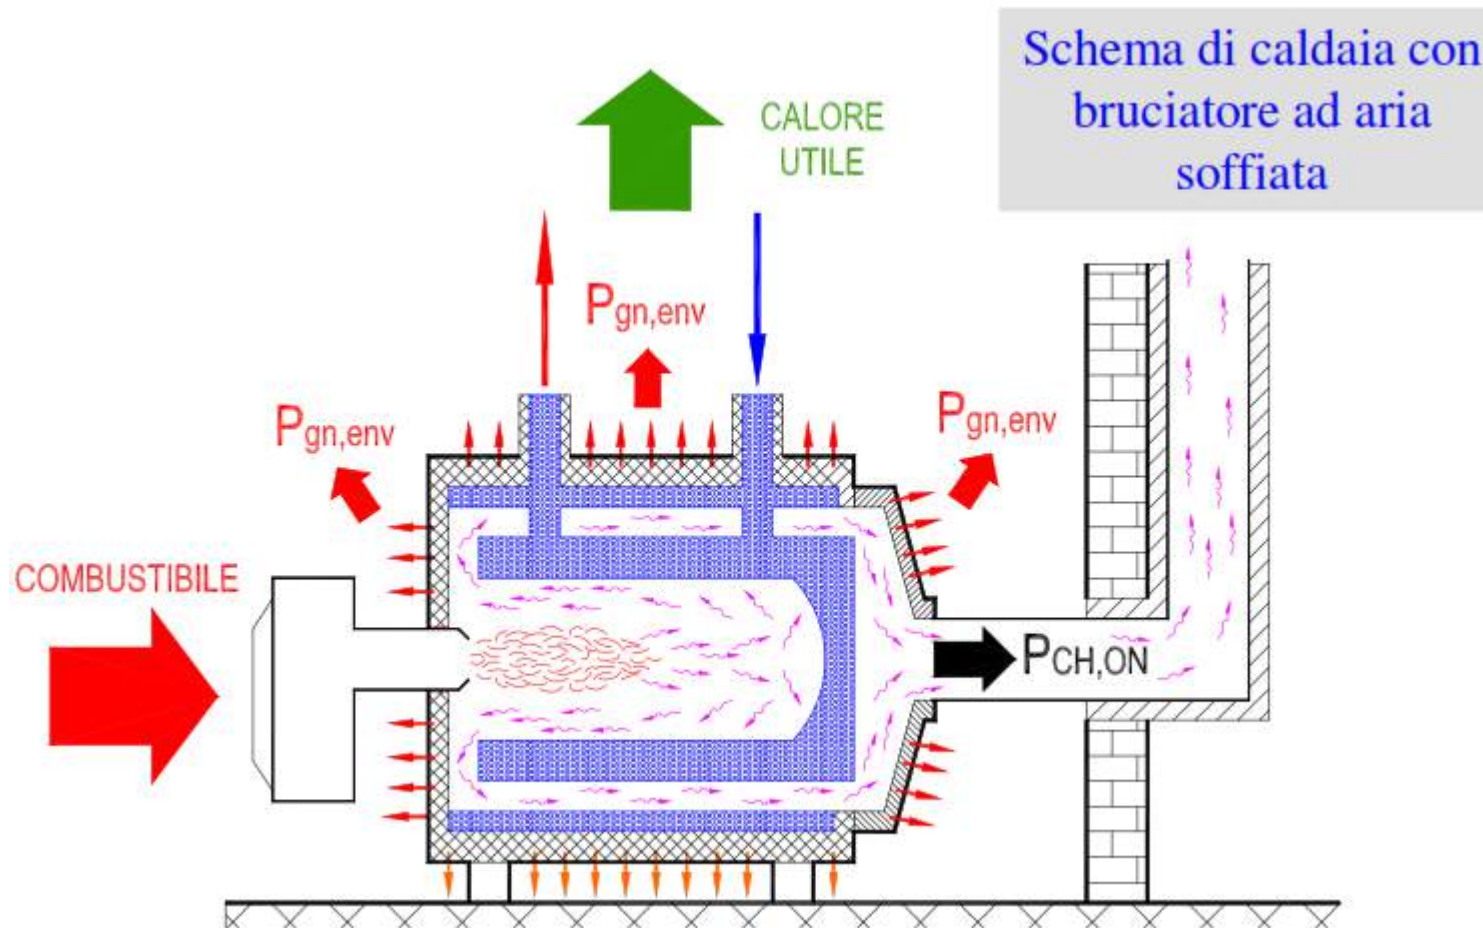 Schema di caldaia con
bruciatore ad aria
soffiata
CALORE
UTILE
Pgn,env
Pgn,env
Pgn,env
COMBUSTIBILE
PCH,ON